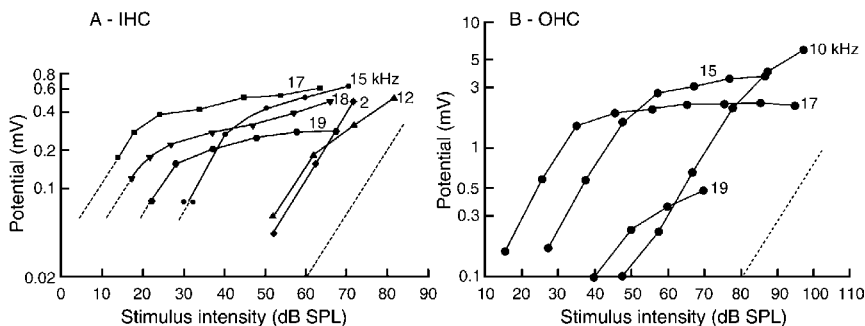 A - IHC
0.8
0.6
0.4
0.2
0.1
0.02
Potential (mV)
17
15 kHz
18
2
12
19
0 10 20 30 40 50 60 70 80 90
Stimulus intensity (dB SPL)
B - OHC
10
5
3
1
0.5
0.3
0.1
Potential (mV)
10 kHz
15
17
19
10 20 30 40 50 60 70 80 90 100 110
Stimulus intensity (dB SPL)